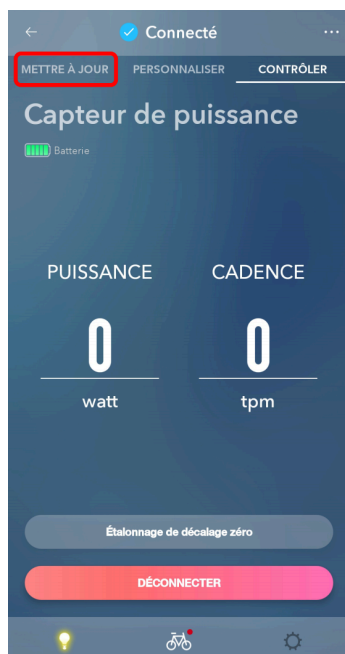 Connecté
METTRE À JOUR PERSONNALISER CONTRÔLER
Capteur de puissance
Batterie
PUISSANCE CADENCE
0 0
watt tpm
Étalonnage de décalage zéro
DÉCONNECTER